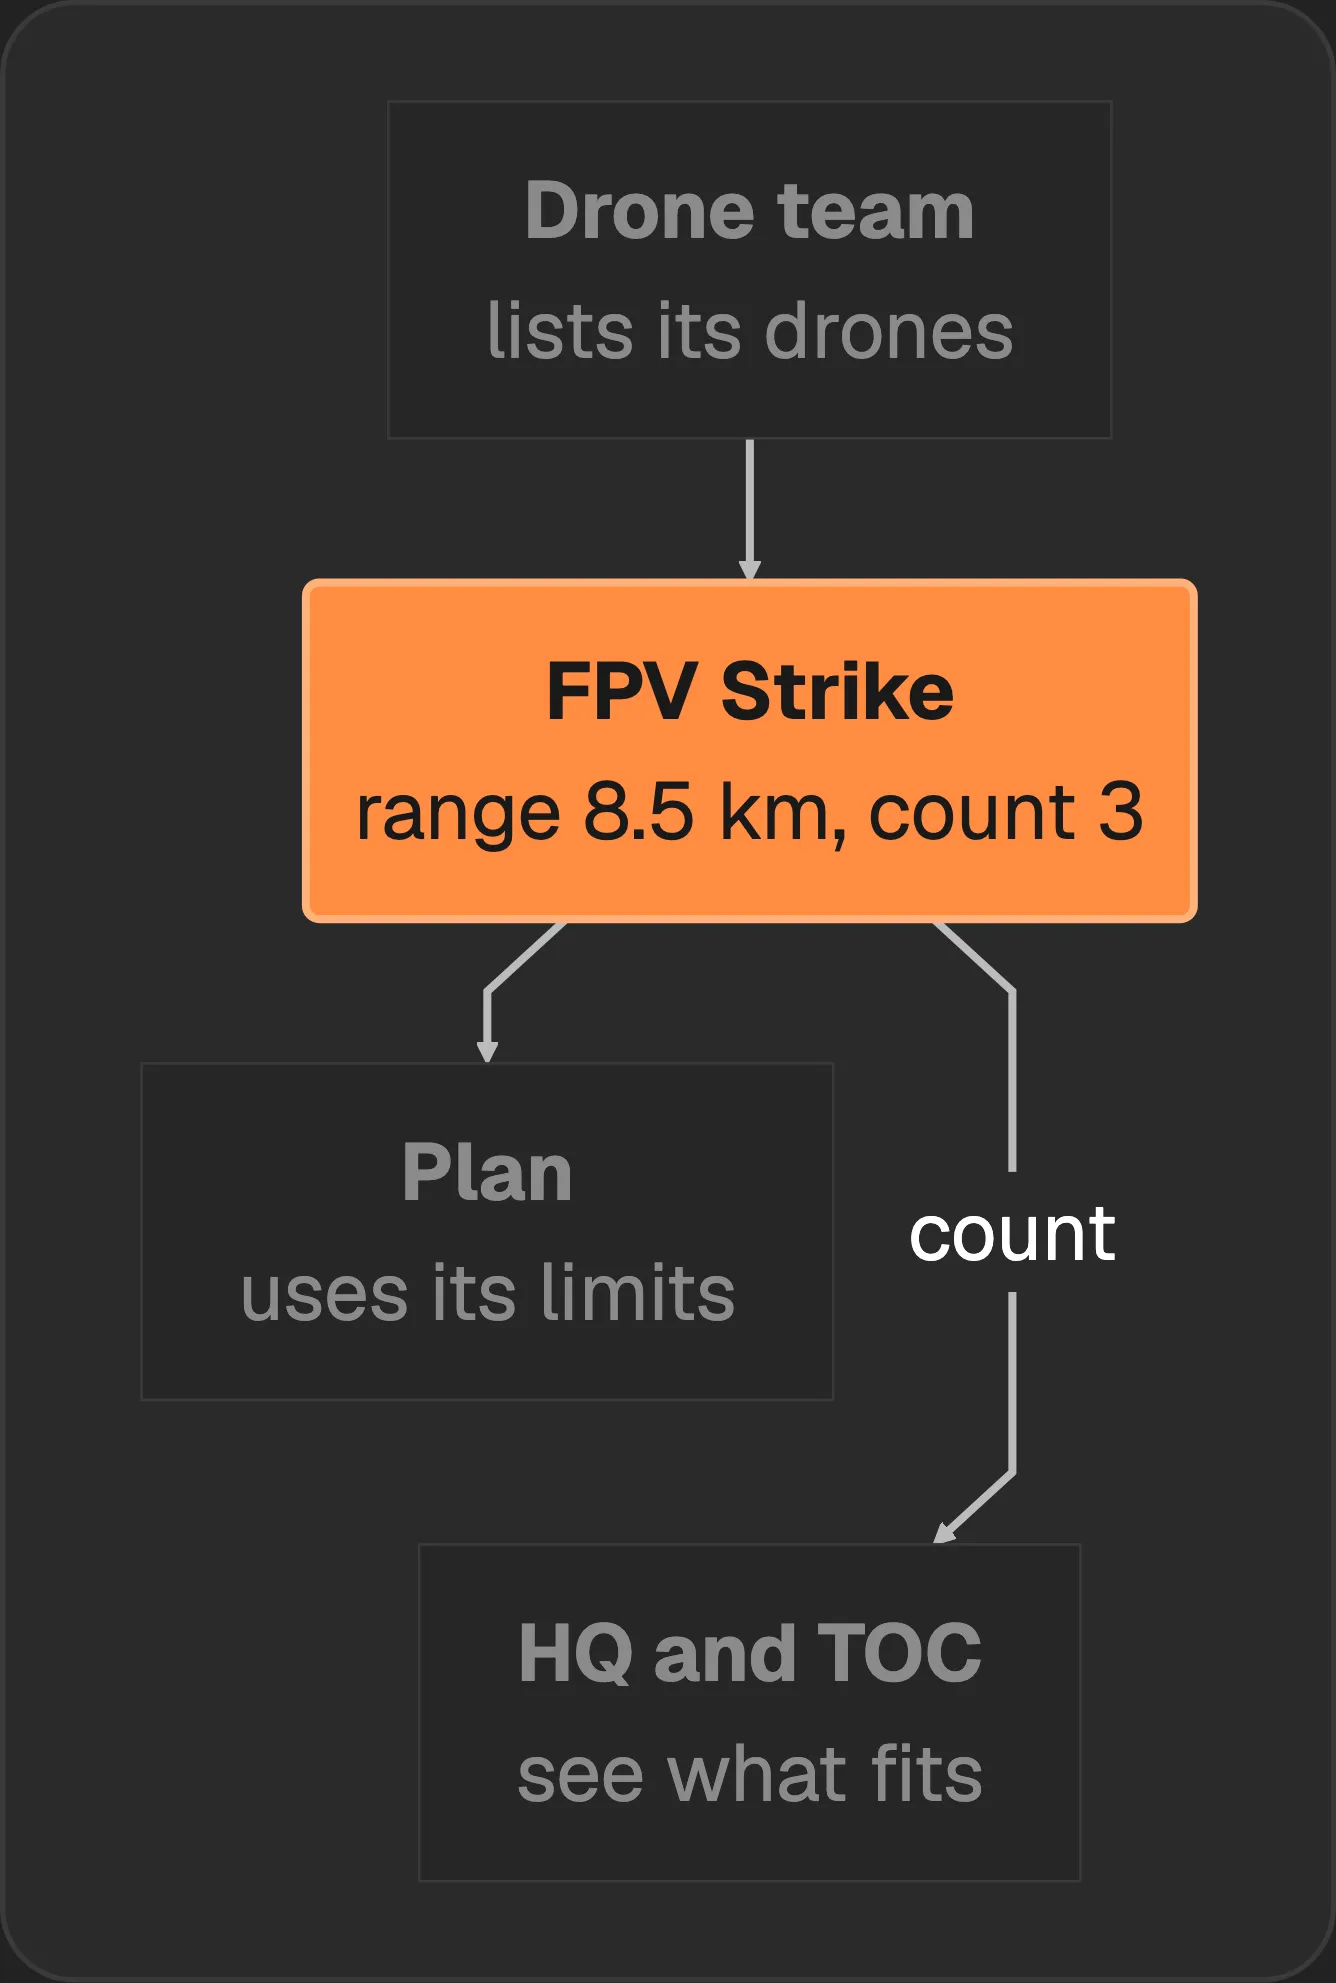 Drone team
lists its drones
FPV Strike
range 8.5 km, count 3
Plan
uses its limits
count
HQ and TOC
see what fits